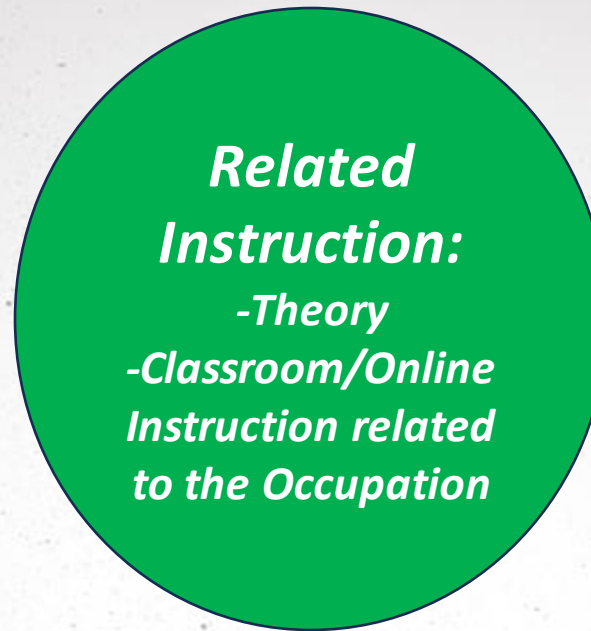 Related
Instruction:
-Theory
-Classroom/Online
Instruction related
to the Occupation